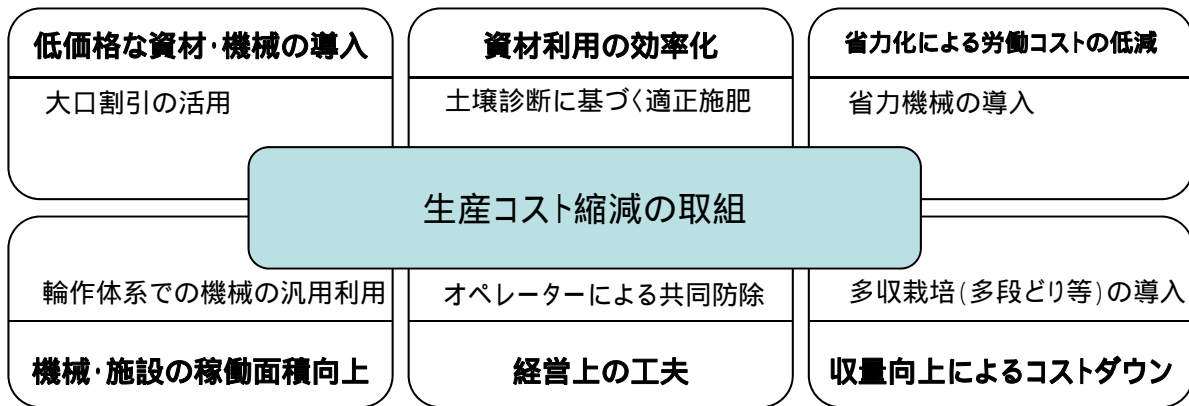 低価格な資材･機械の導入
大口割引の活用
資材利用の効率化
土壌診断に基づく適正施肥
省力化による労働コストの低減
省力機械の導入
生産コスト縮減の取組
輪作体系での機械の汎用利用
機械･施設の稼働面積向上
オペレーターによる共同防除
経営上の工夫
多収栽培(多段どり等)の導入
収量向上によるコストダウン